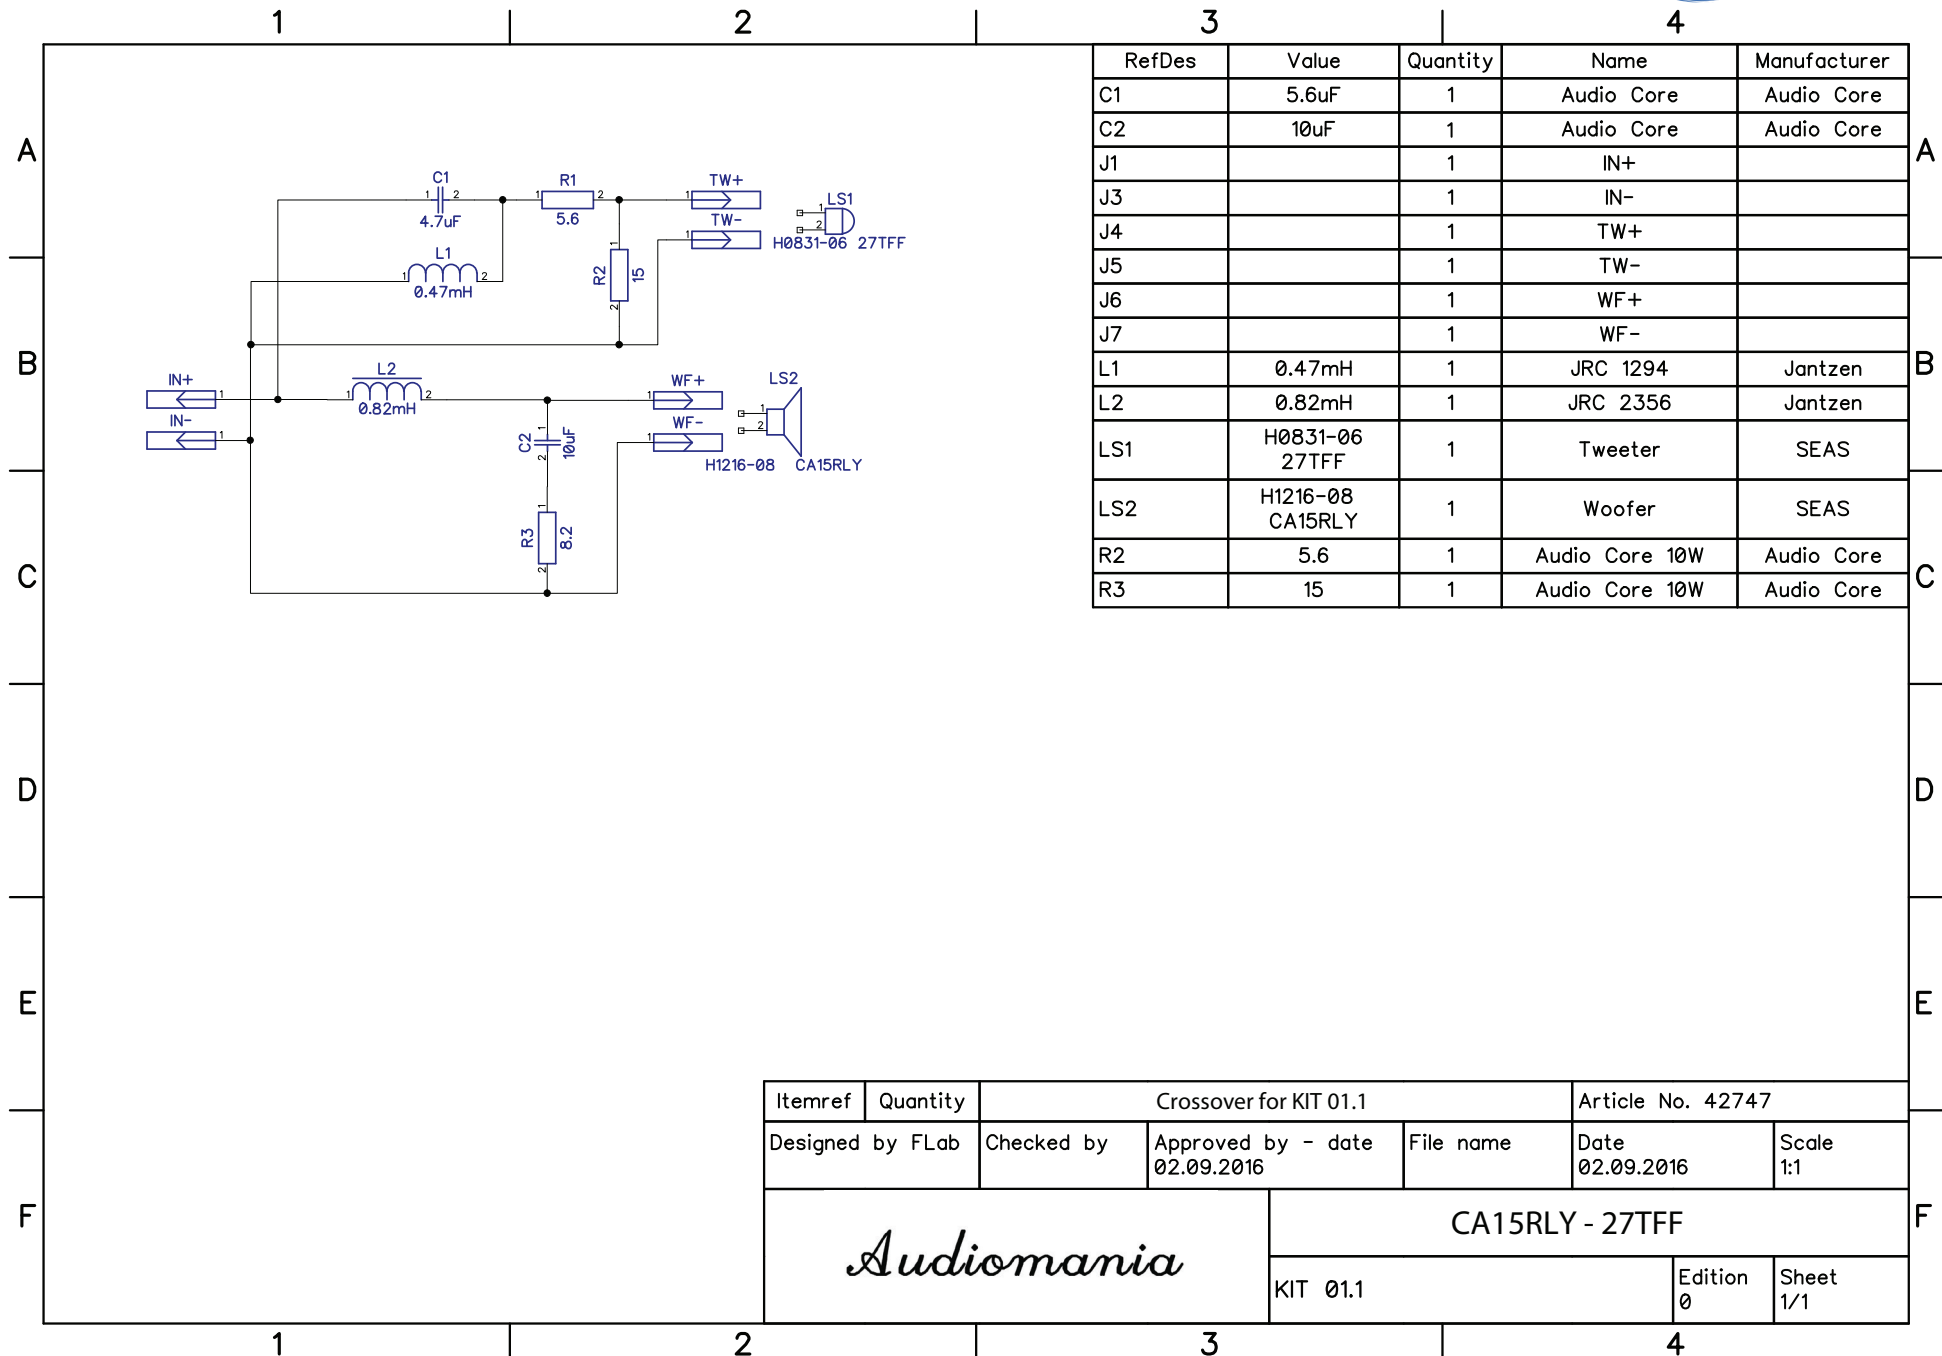 1 2 3 4
A
B
C
D
E
F
C1
1 2
4.7uF
R1
1 2
5.6
TW+
1
TW-
1
LS1
1
2
H0831-06 27TFF
L1
1 2
0.47mH
1
R2
15
2
IN+
1
IN-
1
L2
1 2
0.82mH
WF+
1
WF-
1
LS2
1
2
H1216-08 CA15RLY
1
C2
10uF
2
1
R3
8.2
2
RefDes Value Quantity Name Manufacturer
C1 5.6uF 1 Audio Core Audio Core
C2 10uF 1 Audio Core Audio Core
J1 1 IN+
J3 1 IN-
J4 1 TW+
J5 1 TW-
J6 1 WF+
J7 1 WF-
L1 0.47mH 1 JRC 1294 Jantzen
L2 0.82mH 1 JRC 2356 Jantzen
LS1 H0831-06 27TFF 1 Tweeter SEAS
LS2 H1216-08 CA15RLY 1 Woofer SEAS
R2 5.6 1 Audio Core 10W Audio Core
R3 15 1 Audio Core 10W Audio Core
A
B
C
D
E
F
Itemref Quantity Crossover for KIT 01.1 Article No. 42747
Designed by FLab Checked by Approved by - date File name Date Scale
02.09.2016 02.09.2016 1:1
Audiomania
CA15RLY - 27TFF
KIT 01.1
Edition
0
Sheet
1/1
1 2 3 4